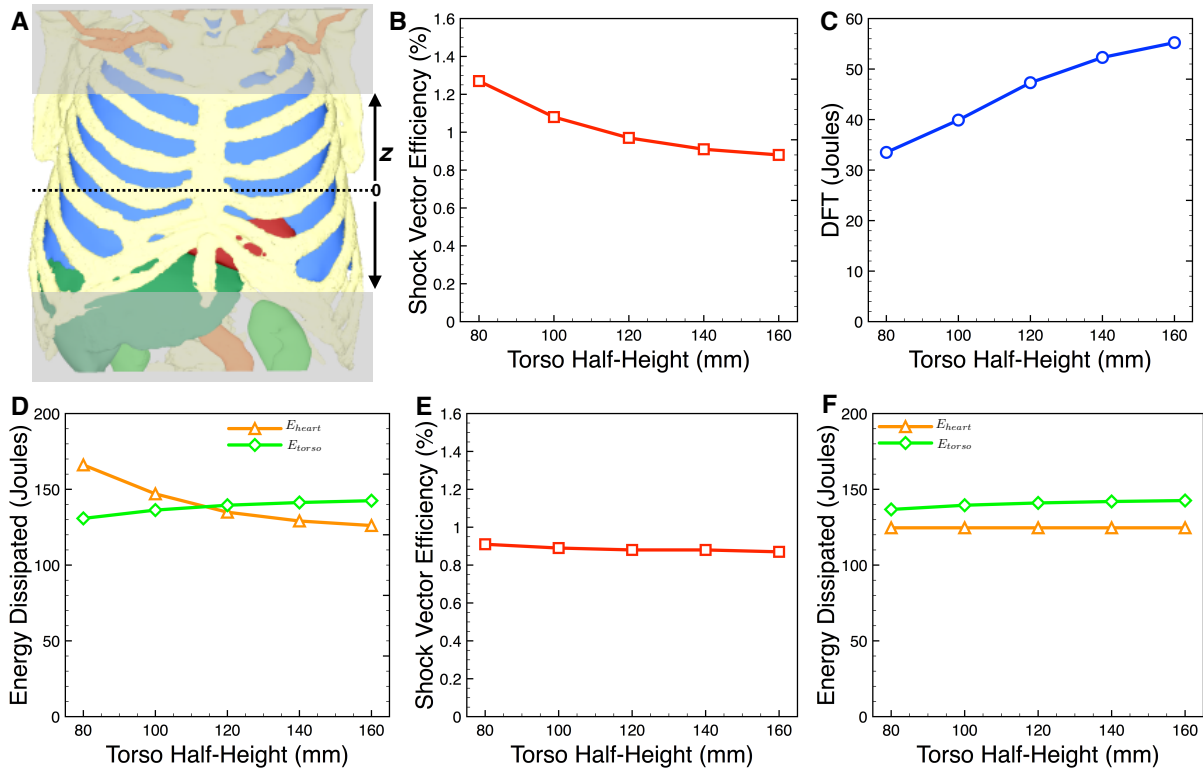 A
z
0
B
Shock Vector Efficiency (%)
1.6
1.4
1.2
1
0.8
0.6
0.4
0.2
0
80 100 120 140 160
Torso Half-Height (mm)
C
DFT (Joules)
60
50
40
30
20
10
0
80 100 120 140 160
Torso Half-Height (mm)
D
Energy Dissipated (Joules)
200
150
100
50
0
E_heart
E_torso
80 100 120 140 160
Torso Half-Height (mm)
E
Shock Vector Efficiency (%)
1.6
1.4
1.2
1
0.8
0.6
0.4
0.2
0
80 100 120 140 160
Torso Half-Height (mm)
F
Energy Dissipated (Joules)
200
150
100
50
0
E_heart
E_torso
80 100 120 140 160
Torso Half-Height (mm)